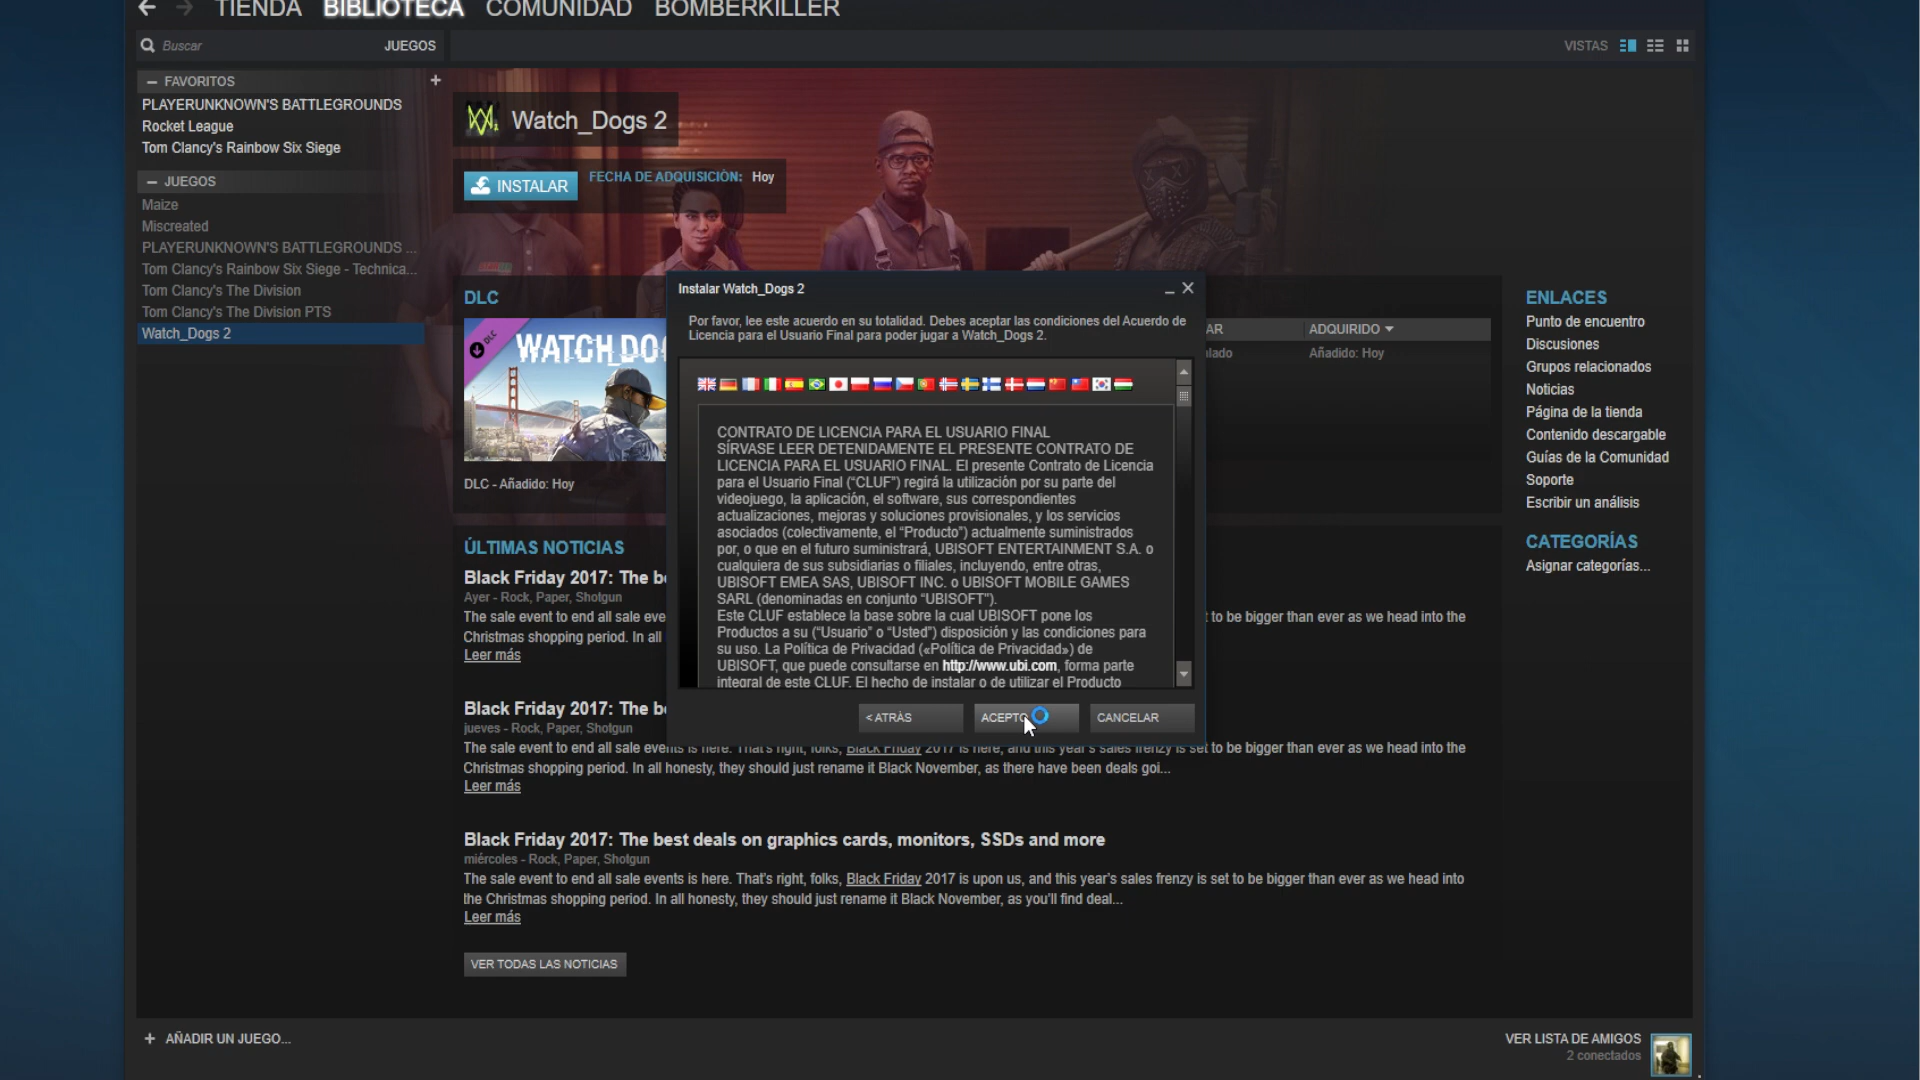 TIENDA BIBLIOTECA COMUNIDAD BOMBERKILLER
Buscar JUEGOS VISTAS
— FAVORITOS +
PLAYERUNKNOWN'S BATTLEGROUNDS
Rocket League
Tom Clancy's Rainbow Six Siege
— JUEGOS
Maize
Miscreated
PLAYERUNKNOWN'S BATTLEGROUNDS ...
Tom Clancy's Rainbow Six Siege - Technica...
Tom Clancy's The Division
Tom Clancy's The Division PTS
Watch_Dogs 2
Watch_Dogs 2
INSTALAR FECHA DE ADQUISICIÓN: Hoy
DLC
DLC
WATCH DO
DLC - Añadido: Hoy
AR ADQUIRIDO
lado Añadido: Hoy
Instalar Watch_Dogs 2
Por favor, lee este acuerdo en su totalidad. Debes aceptar las condiciones del Acuerdo de
Licencia para el Usuario Final para poder jugar a Watch_Dogs 2.
CONTRATO DE LICENCIA PARA EL USUARIO FINAL
SÍRVASE LEER DETENIDAMENTE EL PRESENTE CONTRATO DE
LICENCIA PARA EL USUARIO FINAL. El presente Contrato de Licencia
para el Usuario Final (“CLUF”) regirá la utilización por su parte del
videojuego, la aplicación, el software, sus correspondientes
actualizaciones, mejoras y soluciones provisionales, y los servicios
asociados (colectivamente, el “Producto”) actualmente suministrados
por, o que en el futuro suministrará, UBISOFT ENTERTAINMENT S.A. o
cualquiera de sus subsidiarias o filiales, incluyendo, entre otras,
UBISOFT EMEA SAS, UBISOFT INC. o UBISOFT MOBILE GAMES
SARL (denominadas en conjunto “UBISOFT”).
Este CLUF establece la base sobre la cual UBISOFT pone los
Productos a su (“Usuario” o “Usted”) disposición y las condiciones para
su uso. La Política de Privacidad («Política de Privacidad») de
UBISOFT, que puede consultarse en http://www.ubi.com, forma parte
integral de este CLUF. El hecho de instalar o de utilizar el Producto
< ATRÁS ACEPTO CANCELAR
ENLACES
Punto de encuentro
Discusiones
Grupos relacionados
Noticias
Página de la tienda
Contenido descargable
Guías de la Comunidad
Soporte
Escribir un análisis
CATEGORÍAS
Asignar categorías...
ÚLTIMAS NOTICIAS
Black Friday 2017: The be
Ayer - Rock, Paper, Shotgun
The sale event to end all sale eve t to be bigger than ever as we head into the
Christmas shopping period. In all
Leer más
Black Friday 2017: The be
jueves - Rock, Paper, Shotgun
The sale event to end all sale events is here. That's right, folks, Black Friday 2017 is here, and this year's sales frenzy is set to be bigger than ever as we head into the
Christmas shopping period. In all honesty, they should just rename it Black November, as there have been deals goi...
Leer más
Black Friday 2017: The best deals on graphics cards, monitors, SSDs and more
miércoles - Rock, Paper, Shotgun
The sale event to end all sale events is here. That's right, folks, Black Friday 2017 is upon us, and this year's sales frenzy is set to be bigger than ever as we head into
the Christmas shopping period. In all honesty, they should just rename it Black November, as you'll find deal...
Leer más
VER TODAS LAS NOTICIAS
+ AÑADIR UN JUEGO...
VER LISTA DE AMIGOS
2 conectados